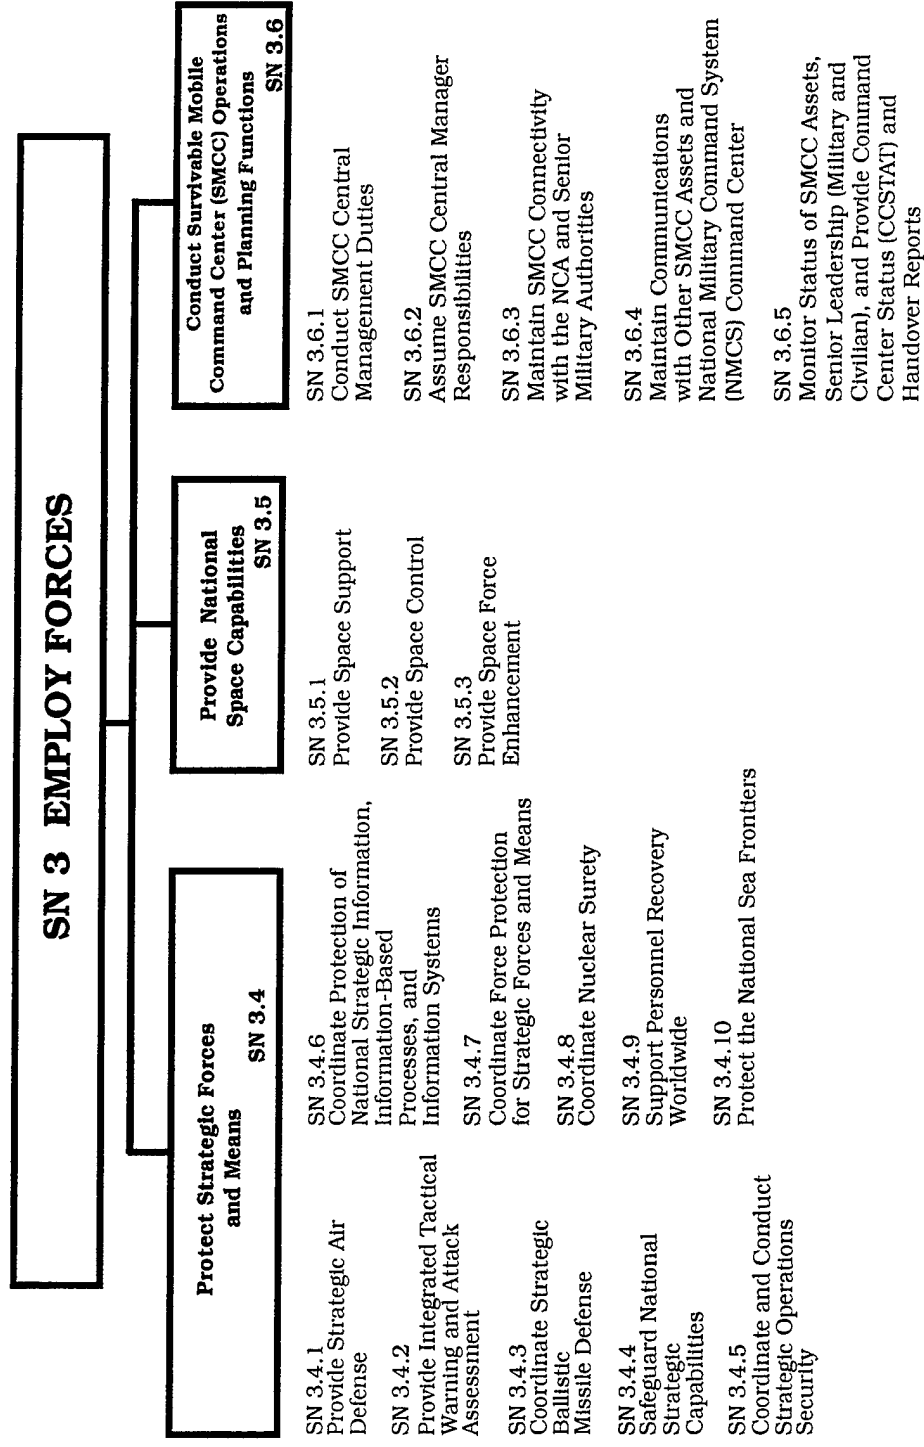 SN 3 EMPLOY FORCES
Protect Strategic Forces
and Means
SN 3.4
SN 3.4.1
Provide Strategic Air
Defense
SN 3.4.2
Provide Integrated Tactical
Warning and Attack
Assessment
SN 3.4.3
Coordinate Strategic
Ballistic
Missile Defense
SN 3.4.4
Safeguard National
Strategic
Capabilities
SN 3.4.5
Coordinate and Conduct
Strategic Operations
Security
SN 3.4.6
Coordinate Protection of
National Strategic Information,
Information-Based
Processes, and
Information Systems
SN 3.4.7
Coordinate Force Protection
for Strategic Forces and Means
SN 3.4.8
Coordinate Nuclear Surety
SN 3.4.9
Support Personnel Recovery
Worldwide
SN 3.4.10
Protect the National Sea Frontiers
Provide National
Space Capabilities
SN 3.5
SN 3.5.1
Provide Space Support
SN 3.5.2
Provide Space Control
SN 3.5.3
Provide Space Force
Enhancement
Conduct Survivable Mobile
Command Center (SMCC) Operations
and Planning Functions
SN 3.6
SN 3.6.1
Conduct SMCC Central
Management Duties
SN 3.6.2
Assume SMCC Central Manager
Responsibilities
SN 3.6.3
Maintain SMCC Connectivity
with the NCA and Senior
Military Authorities
SN 3.6.4
Maintain Communications
with Other SMCC Assets and
National Military Command System
(NMCS) Command Center
SN 3.6.5
Monitor Status of SMCC Assets,
Senior Leadership (Military and
Civilian), and Provide Command
Center Status (CCSTAT) and
Handover Reports